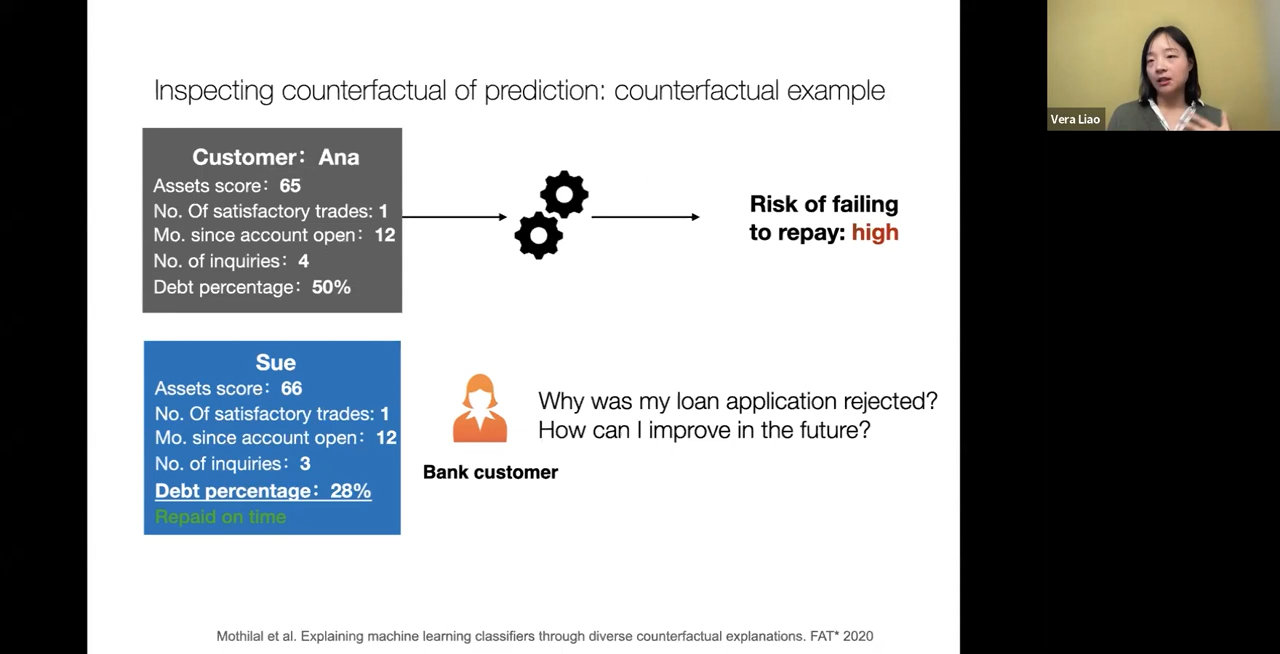 Inspecting counterfactual of prediction: counterfactual example
Customer: Ana
Assets score: 65
No. Of satisfactory trades: 1
Mo. since account open: 12
No. of inquiries: 4
Debt percentage: 50%
Risk of failing
to repay: high
Sue
Assets score: 66
No. Of satisfactory trades: 1
Mo. since account open: 12
No. of inquiries: 3
Debt percentage: 28%
Repaid on time
Why was my loan application rejected?
How can I improve in the future?
Bank customer
Mothilal et al. Explaining machine learning classifiers through diverse counterfactual explanations. FAT* 2020
Vera Liao